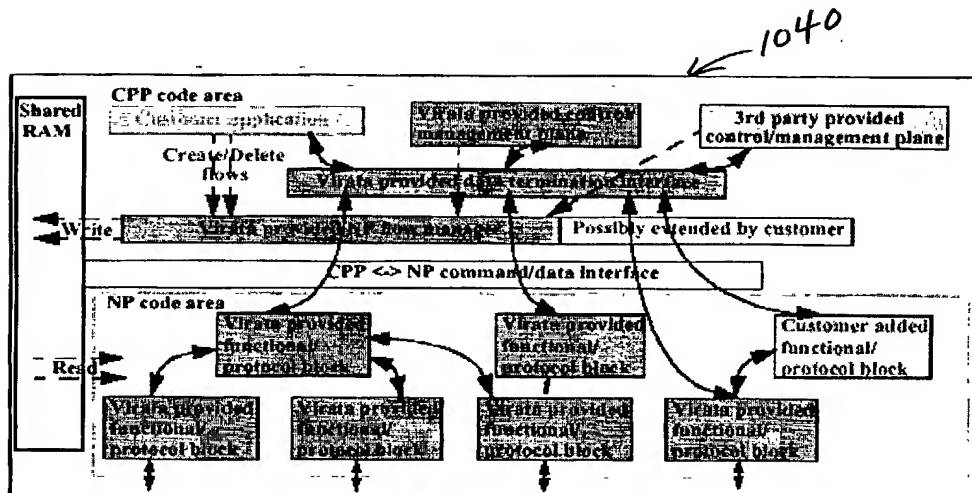 1040
Shared
RAM
CPP code area
Customer application
Virata provided control/
management plane
3rd party provided
control/management plane
Create/Delete
flows
Virata provided data termination interface
Write
Virata provided NP flow manager
Possibly extended by customer
CPP <-> NP command/data interface
NP code area
Virata provided
functional/
protocol block
Virata provided
functional/
protocol block
Customer added
functional/
protocol block
Read
Virata provided
functional/
protocol block
Virata provided
functional/
protocol block
Virata provided
functional/
protocol block
Virata provided
functional/
protocol block